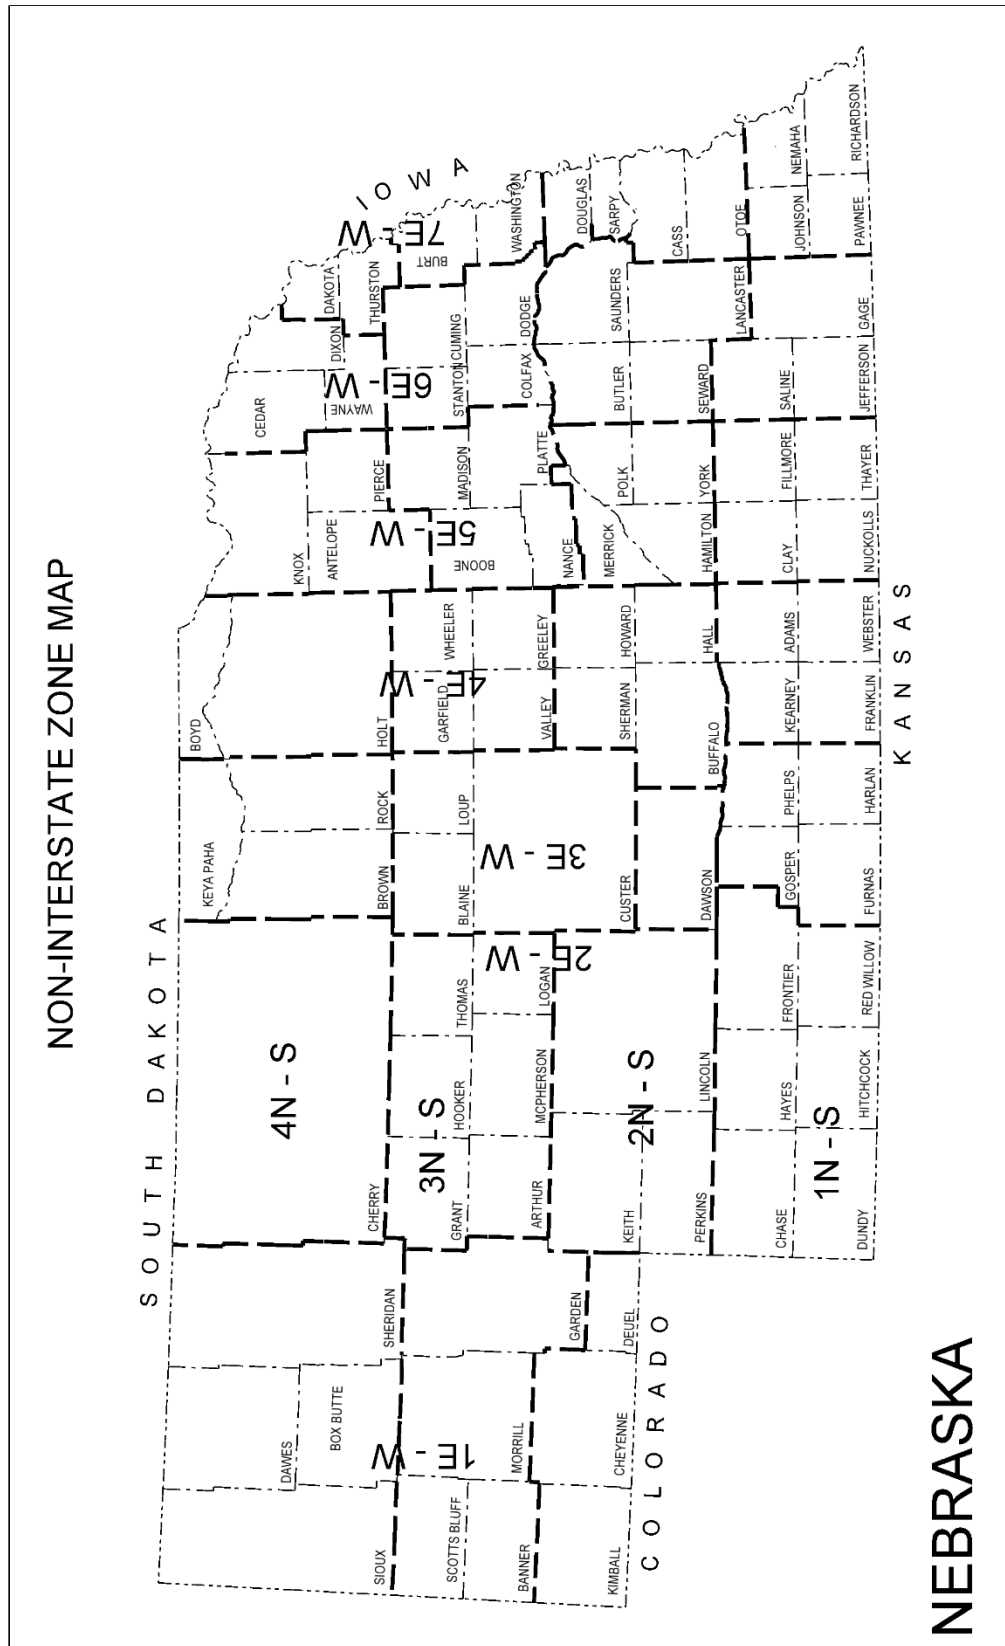 NON-INTERSTATE ZONE MAP
SOUTH DAKOTA
IOWA
KANSAS
COLORADO
NEBRASKA
4N - S
3N - S
2N - S
1N - S
1E - W
2E - W
3E - W
4E - W
5E - W
6E - W
7E - W
SIOUX
DAWES
BOX BUTTE
SHERIDAN
SCOTTS BLUFF
BANNER
MORRILL
GARDEN
KIMBALL
CHEYENNE
DEUEL
CHERRY
KEYA PAHA
BROWN
ROCK
BOYD
HOLT
KNOX
ANTELOPE
PIERCE
CEDAR
WAYNE
DIXON
DAKOTA
THURSTON
GRANT
HOOKER
THOMAS
BLAINE
LOUP
GARFIELD
WHEELER
BOONE
MADISON
STANTON
CUMING
BURT
ARTHUR
MCPHERSON
LOGAN
CUSTER
VALLEY
GREELEY
NANCE
PLATTE
COLFAX
DODGE
WASHINGTON
KEITH
PERKINS
LINCOLN
DAWSON
SHERMAN
HOWARD
BUFFALO
HALL
MERRICK
POLK
HAMILTON
YORK
BUTLER
SEWARD
SAUNDERS
LANCASTER
DOUGLAS
SARPY
CASS
OTOE
CHASE
HAYES
FRONTIER
GOSPER
PHELPS
KEARNEY
ADAMS
CLAY
FILLMORE
SALINE
JOHNSON
NEMAHA
DUNDY
HITCHCOCK
RED WILLOW
FURNAS
HARLAN
FRANKLIN
WEBSTER
NUCKOLLS
THAYER
JEFFERSON
GAGE
PAWNEE
RICHARDSON